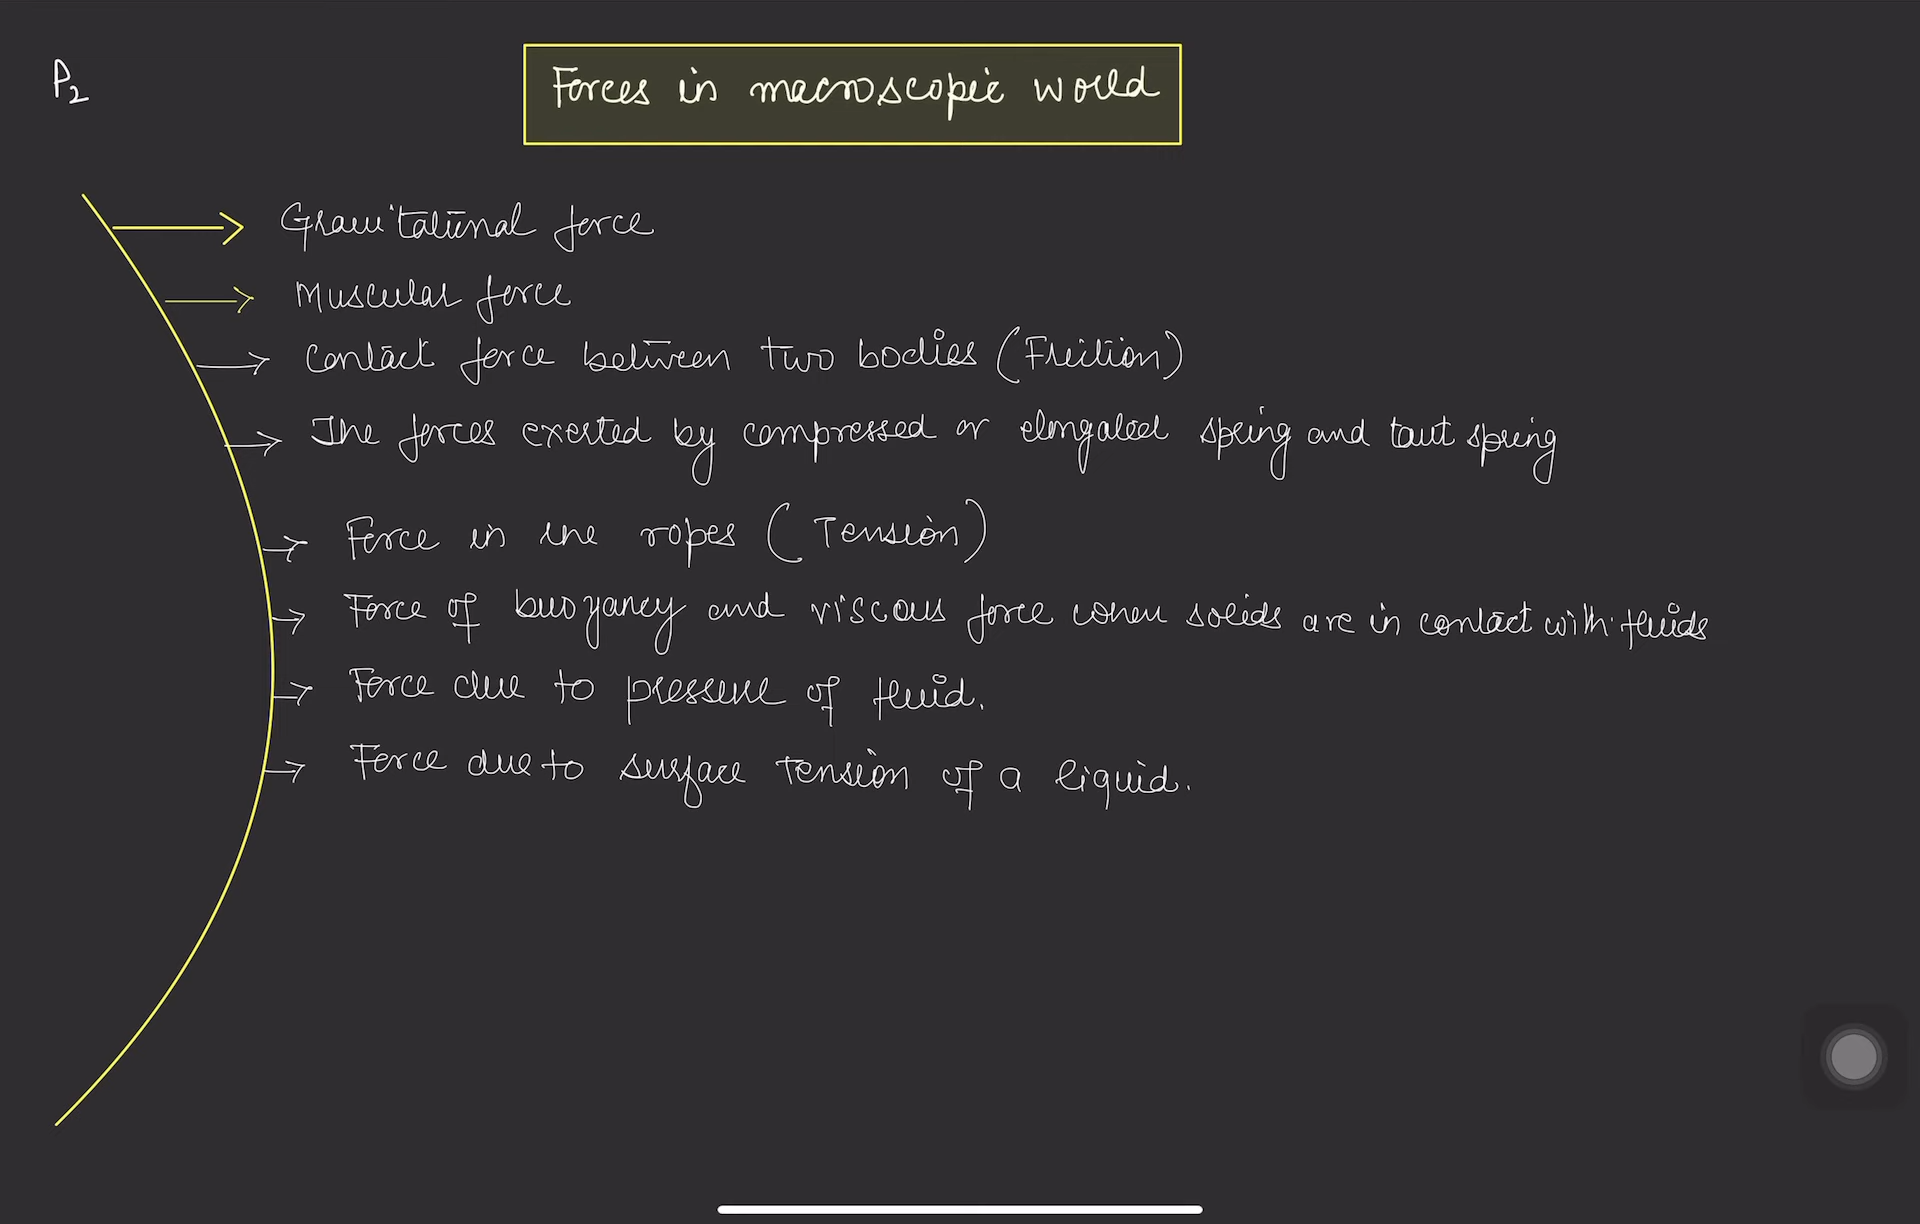 P2
Forces in macroscopic world
Gravitational force
Muscular force
Contact force between two bodies (Friction)
The forces exerted by compressed or elongated spring and taut spring
Force in the ropes (Tension)
Force of buoyancy and viscous force when solids are in contact with fluids
Force due to pressure of fluid.
Force due to surface tension of a liquid.